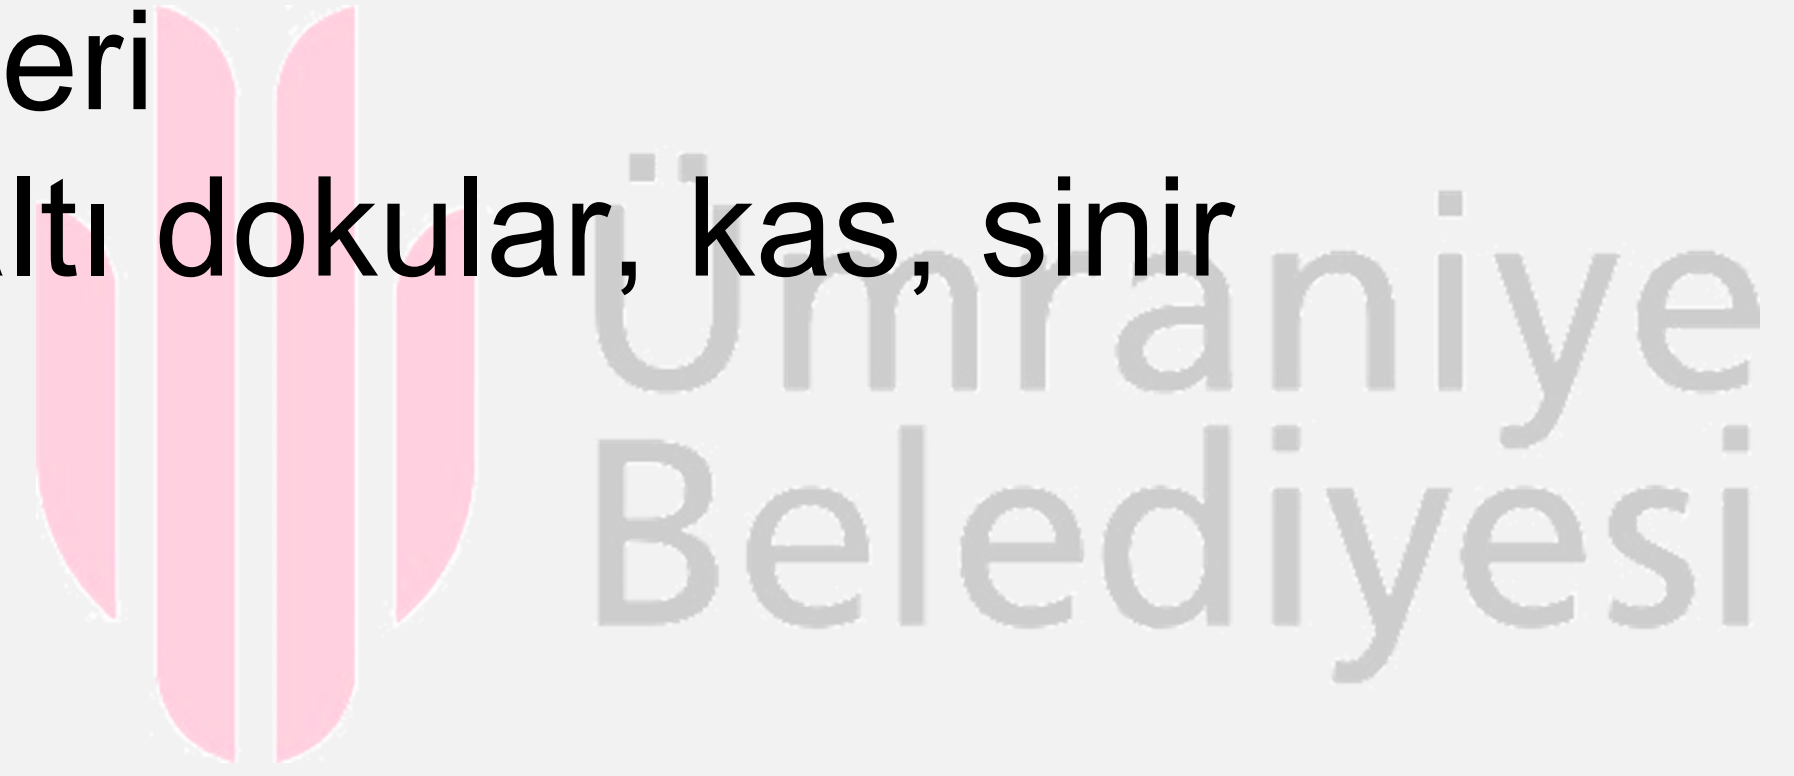 eri
ltı dokular, kas, sinir
Ümraniye
Belediyesi